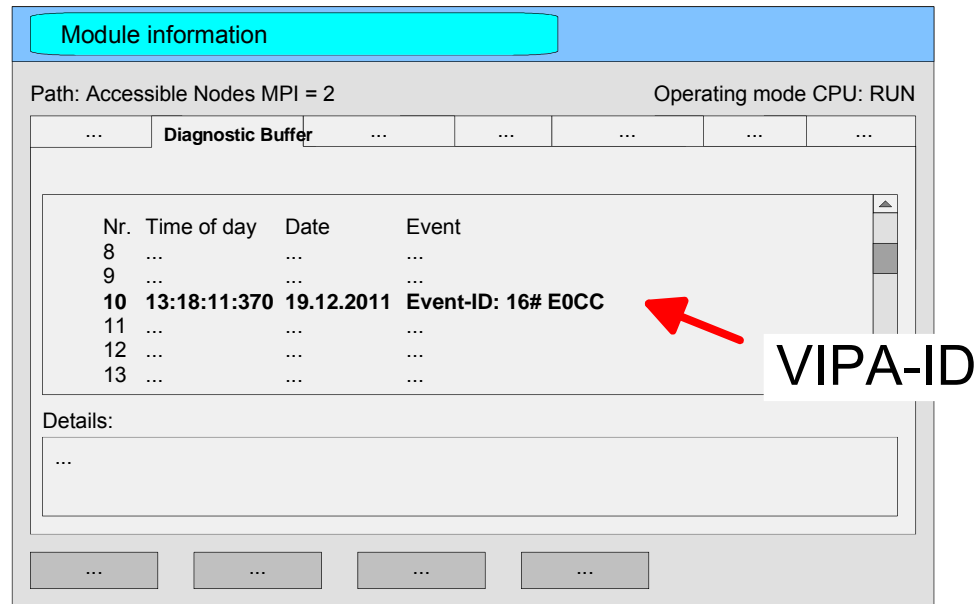 Module information
Path: Accessible Nodes MPI = 2 Operating mode CPU: RUN
... Diagnostic Buffer ... ... ... ... ...
Nr. Time of day Date Event
8 ... ... ...
9 ... ... ...
10 13:18:11:370 19.12.2011 Event-ID: 16# E0CC
11 ... ... ...
12 ... ... ...
13 ... ... ...
VIPA-ID
Details:
...
... ... ... ...